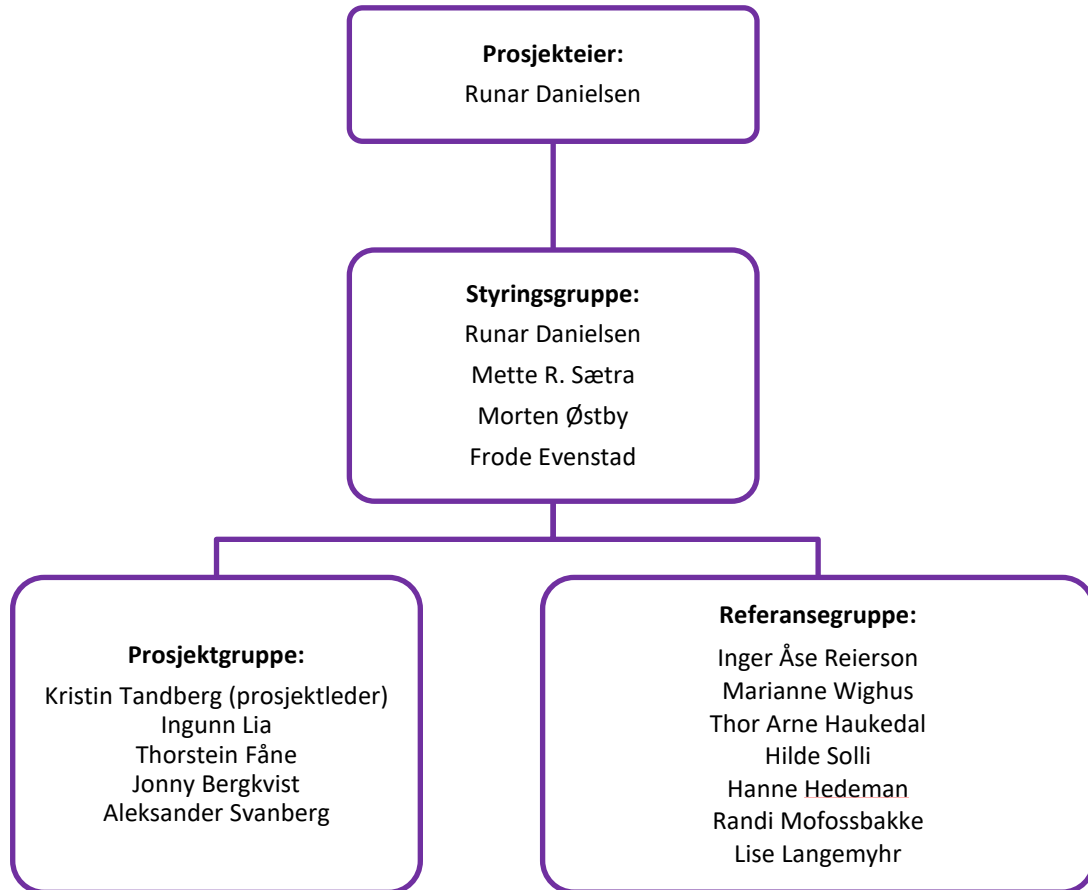 Prosjekteier:
Runar Danielsen
Styringsgruppe:
Runar Danielsen
Mette R. Sætra
Morten Østby
Frode Evenstad
Prosjektgruppe:
Kristin Tandberg (prosjektleder)
Ingunn Lia
Thorstein Fåne
Jonny Bergkvist
Aleksander Svanberg
Referansegruppe:
Inger Åse Reierson
Marianne Wighus
Thor Arne Haukedal
Hilde Solli
Hanne Hedeman
Randi Mofossbakke
Lise Langemyhr